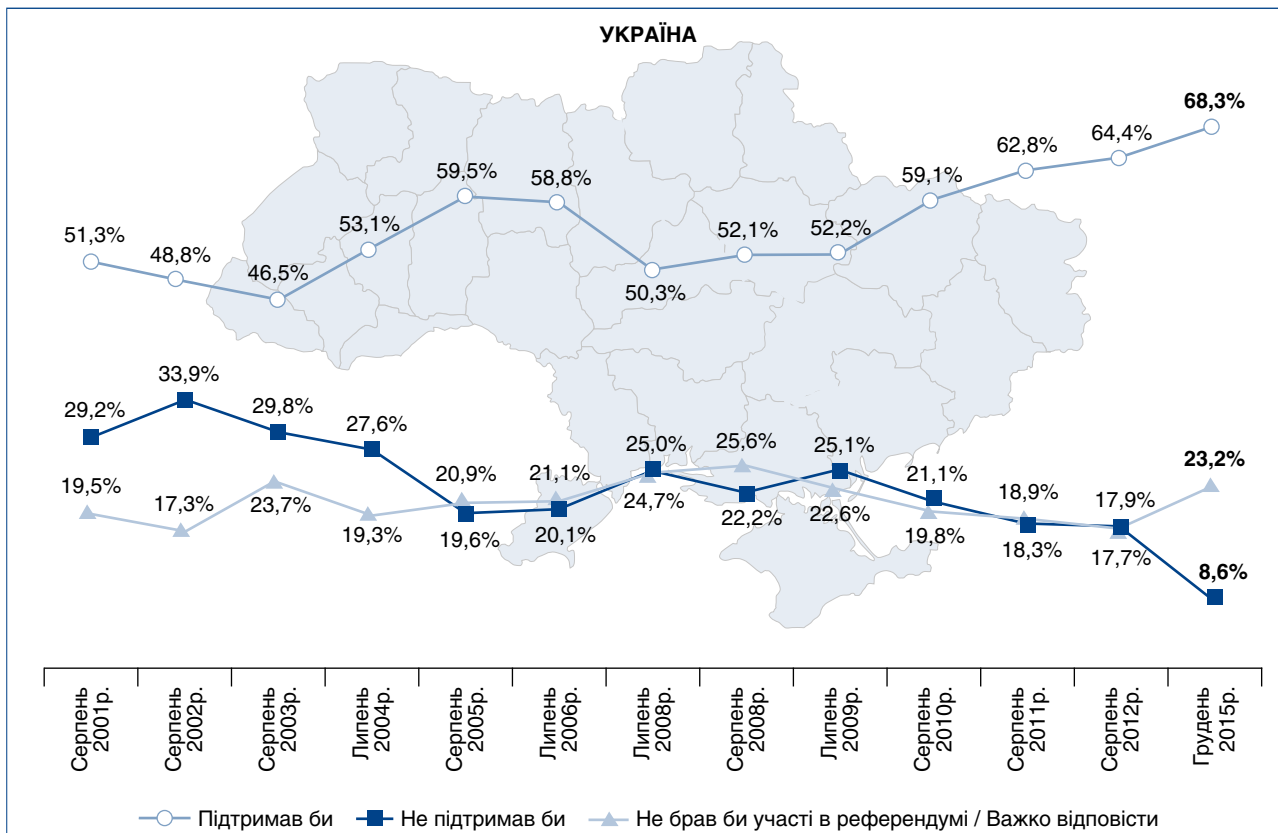 УКРАЇНА
51,3%
48,8%
46,5%
53,1%
59,5%
58,8%
50,3%
52,1%
52,2%
59,1%
62,8%
64,4%
68,3%
29,2%
33,9%
29,8%
27,6%
19,6%
20,1%
25,0%
22,2%
25,1%
21,1%
18,3%
17,9%
8,6%
19,5%
17,3%
23,7%
19,3%
20,9%
21,1%
24,7%
25,6%
22,6%
19,8%
18,9%
17,7%
23,2%
Серпень
2001р.
Серпень
2002р.
Серпень
2003р.
Липень
2004р.
Серпень
2005р.
Липень
2006р.
Липень
2008р.
Серпень
2008р.
Липень
2009р.
Серпень
2010р.
Серпень
2011р.
Серпень
2012р.
Грудень
2015р.
Підтримав би
Не підтримав би
Не брав би участі в референдумі / Важко відповісти